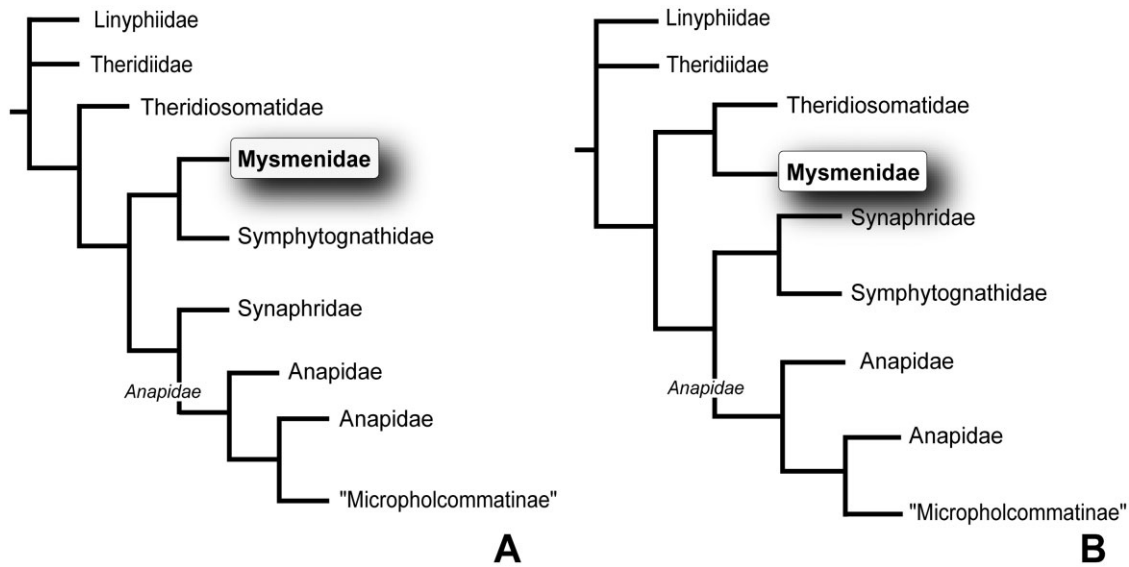 Linyphiidae
Theridiidae
Theridiosomatidae
Mysmenidae
Symphytognathidae
Synaphridae
Anapidae
Anapidae
Anapidae
"Micropholcommatinae"
A
Linyphiidae
Theridiidae
Theridiosomatidae
Mysmenidae
Synaphridae
Symphytognathidae
Anapidae
Anapidae
Anapidae
"Micropholcommatinae"
B